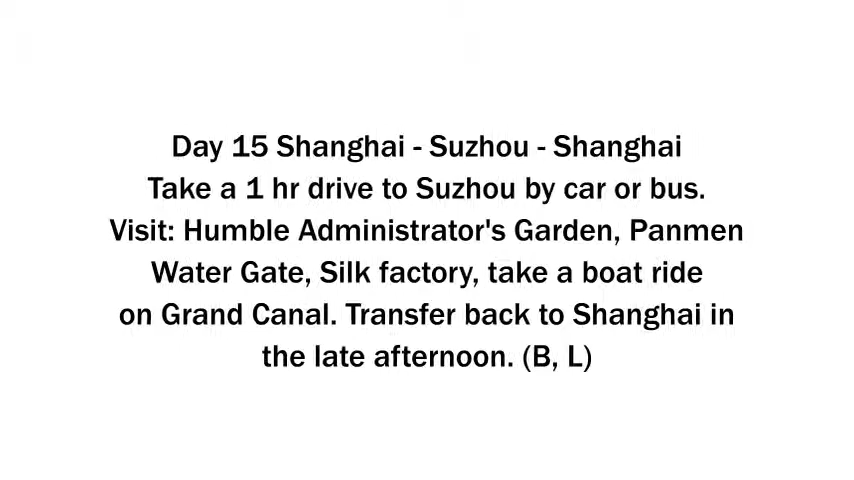 Day 15 Shanghai - Suzhou - Shanghai
Take a 1 hr drive to Suzhou by car or bus.
Visit: Humble Administrator's Garden, Panmen
Water Gate, Silk factory, take a boat ride
on Grand Canal. Transfer back to Shanghai in
the late afternoon. (B, L)